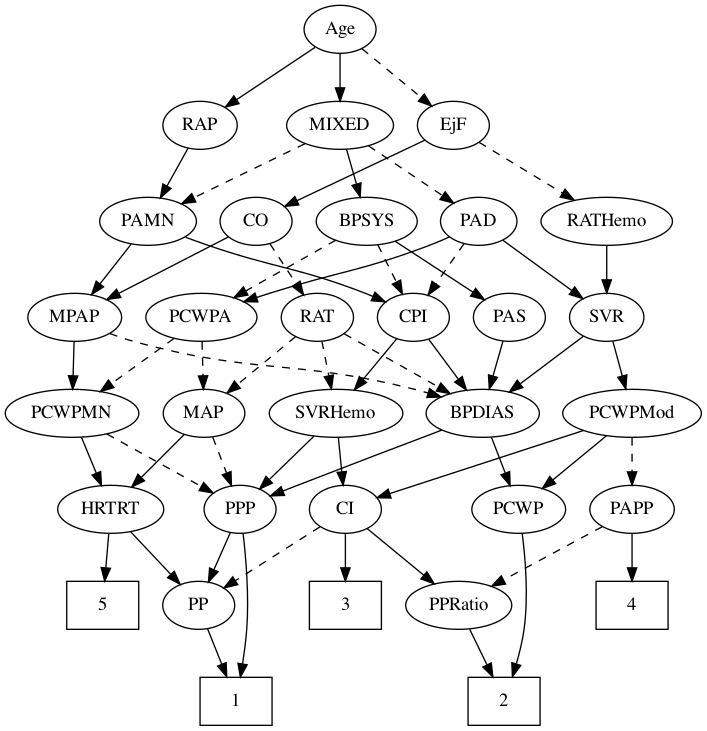 Age
RAP MIXED EjF
PAMN CO BPSYS PAD RATHemo
MPAP PCWPA RAT CPI PAS SVR
PCWPMN MAP SVRHemo BPDIAS PCWPMod
HRTRT PPP CI PCWP PAPP
5 PP 3 PPRatio 4
1 2